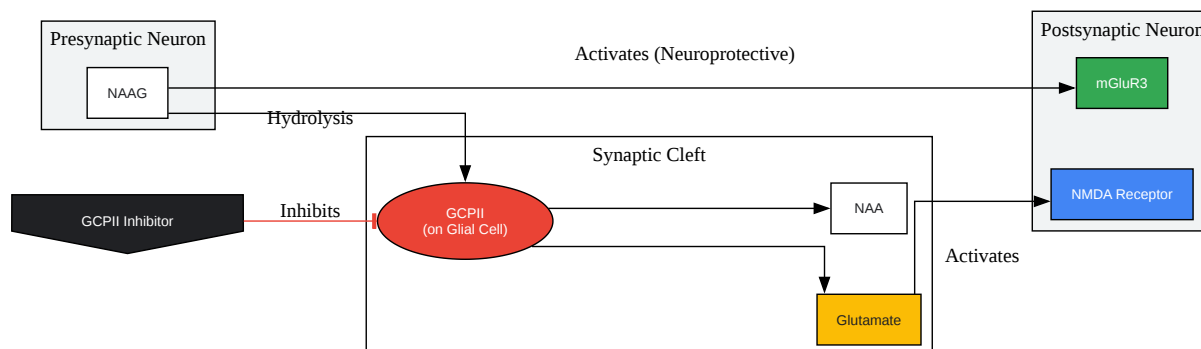 Presynaptic Neuron
NAAG
Activates (Neuroprotective)
Postsynaptic Neuron
mGluR3
Hydrolysis
Synaptic Cleft
GCPII Inhibitor
Inhibits
GCPII
(on Glial Cell)
NAA
NMDA Receptor
Activates
Glutamate